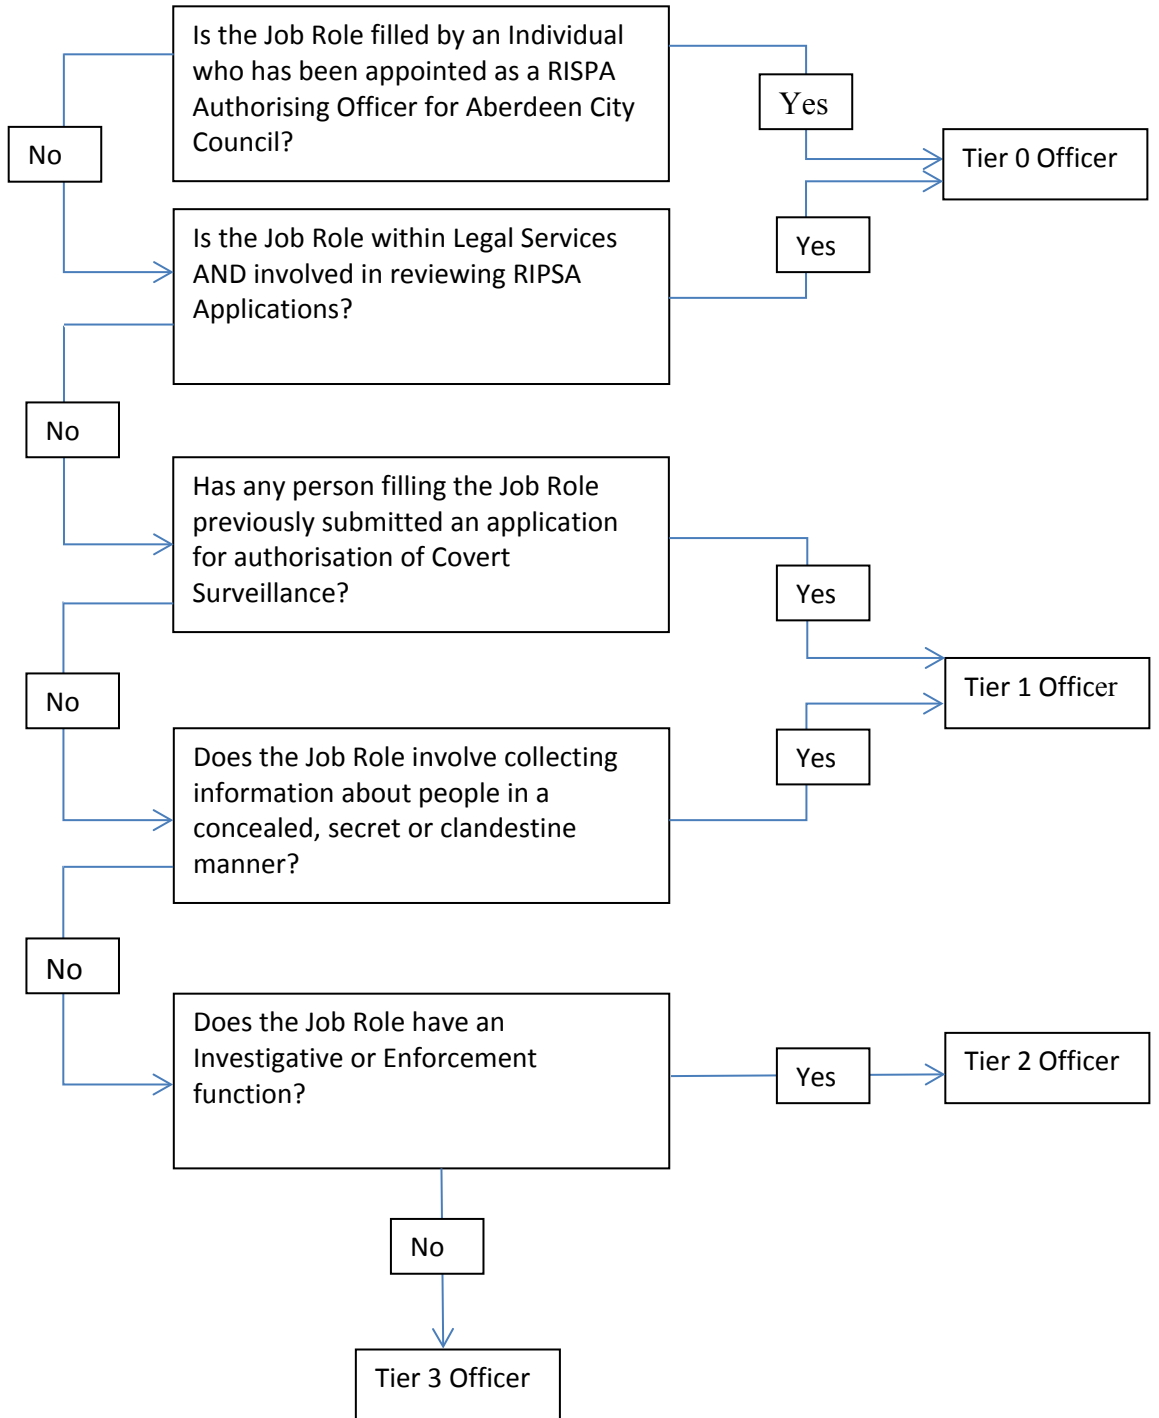 Is the Job Role filled by an Individual
who has been appointed as a RISPA
Authorising Officer for Aberdeen City
Council?
Yes
No
Tier 0 Officer
Is the Job Role within Legal Services
AND involved in reviewing RIPSA
Applications?
Yes
No
Has any person filling the Job Role
previously submitted an application
for authorisation of Covert
Surveillance?
Yes
No
Tier 1 Officer
Does the Job Role involve collecting
information about people in a
concealed, secret or clandestine
manner?
Yes
No
Does the Job Role have an
Investigative or Enforcement
function?
Yes
Tier 2 Officer
No
Tier 3 Officer